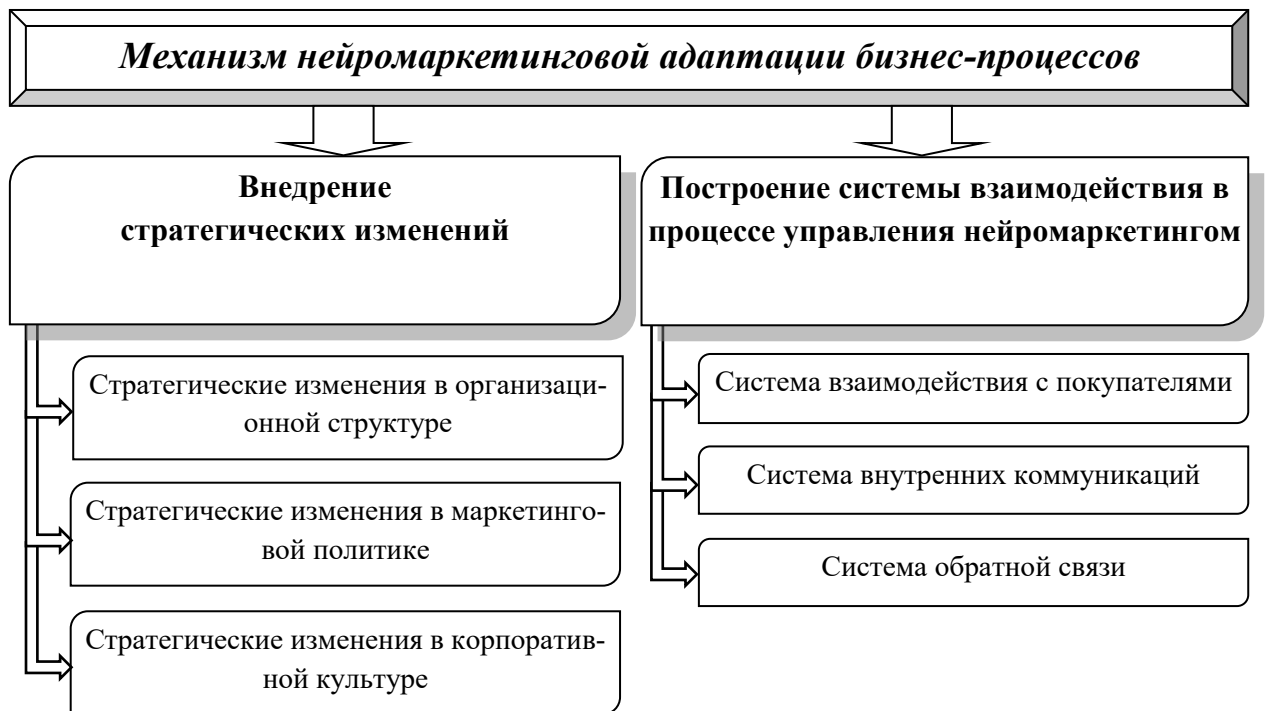 Механизм нейромаркетинговой адаптации бизнес-процессов
Внедрение
стратегических изменений
Стратегические изменения в организаци-
онной структуре
Стратегические изменения в маркетинго-
вой политике
Стратегические изменения в корпоратив-
ной культуре
Построение системы взаимодействия в
процессе управления нейромаркетингом
Система взаимодействия с покупателями
Система внутренних коммуникаций
Система обратной связи